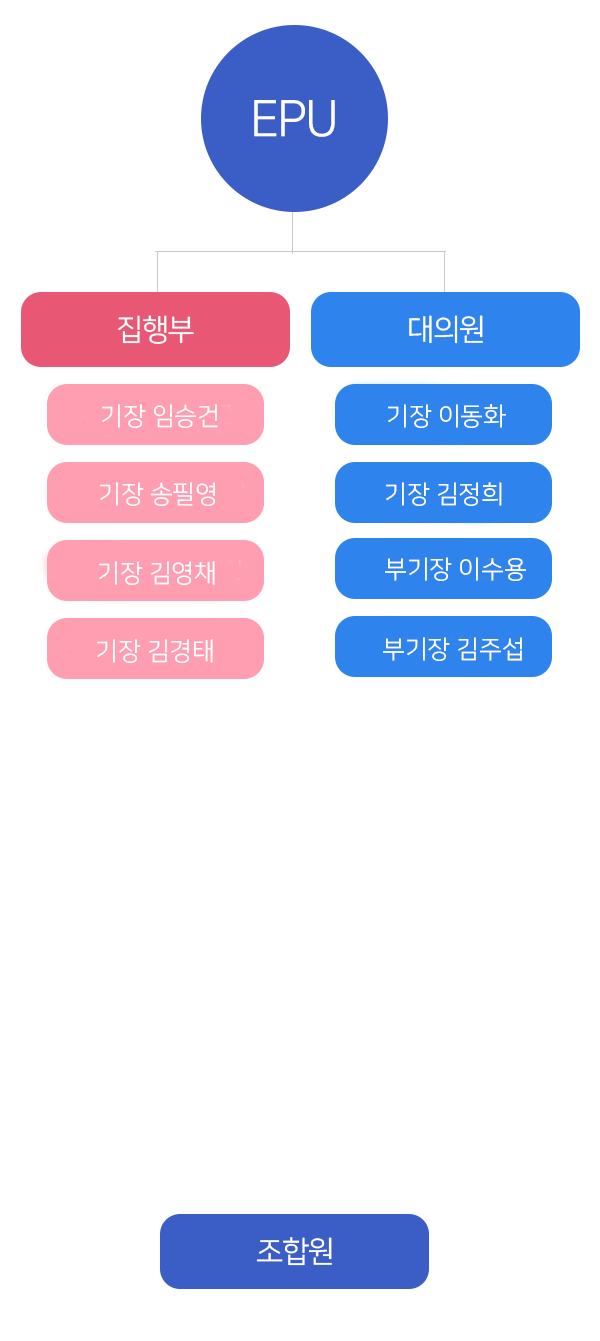 EPU
집행부
대의원
기장 임승건
기장 이동화
기장 송필영
기장 김정희
기장 김영채
부기장 이수용
기장 김경태
부기장 김주섭
조합원